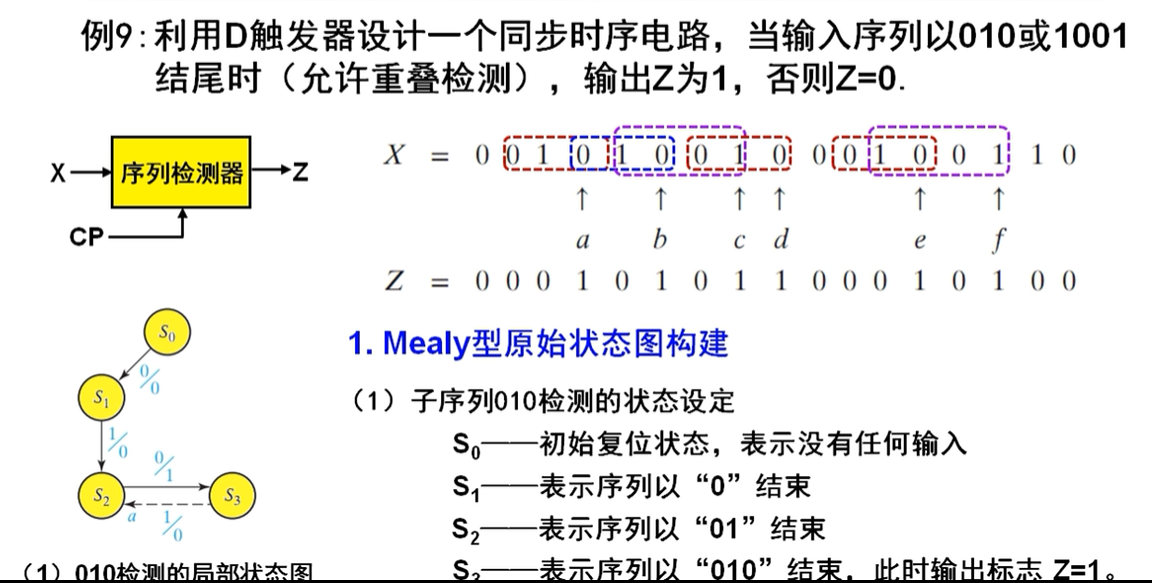 例9:利用D触发器设计一个同步时序电路，当输入序列以010或1001
结尾时（允许重叠检测），输出Z为1，否则Z=0.
X
序列检测器
Z
CP
X = 0 0 1 0 1 0 0 1 0 0 0 1 0 0 1 1 0
↑ ↑ ↑ ↑ ↑ ↑
a b c d e f
Z = 0 0 0 1 0 1 0 1 1 0 0 0 1 0 1 0 0
S0
0/0
S1
1/0
0/1
S2
S3
a
1/0
（1）010检测的局部状态图
1. Mealy型原始状态图构建
（1）子序列010检测的状态设定
S0——初始复位状态，表示没有任何输入
S1——表示序列以“0”结束
S2——表示序列以“01”结束
S3——表示序列以“010”结束，此时输出标志 Z=1。